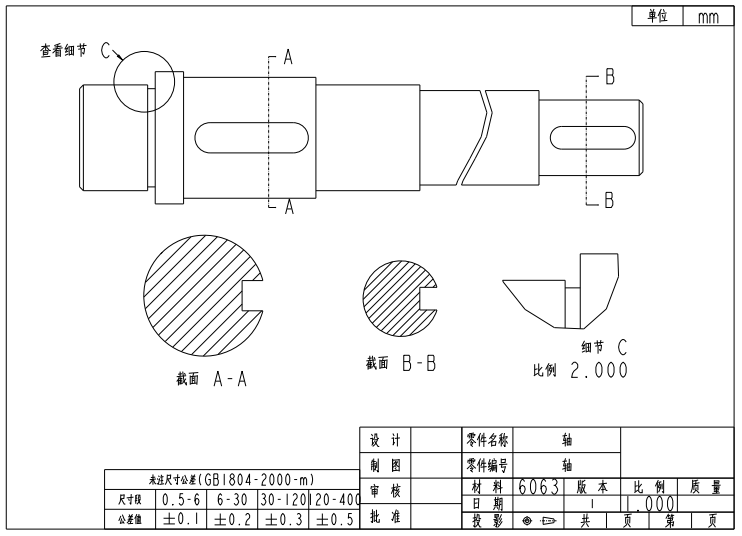 单位 mm
查看细节 C
A
B
A
B
截面 A-A
截面 B-B
细节 C
比例 2.000
设计
制图
审核
批准
零件名称 轴
零件编号 轴
材料 6063 版本 比例 质量
日期 1 1.000
投影 共 页 第 页
未注尺寸公差(GB1804-2000-m)
尺寸段 0.5-6 6-30 30-120 120-400
公差值 ±0.1 ±0.2 ±0.3 ±0.5